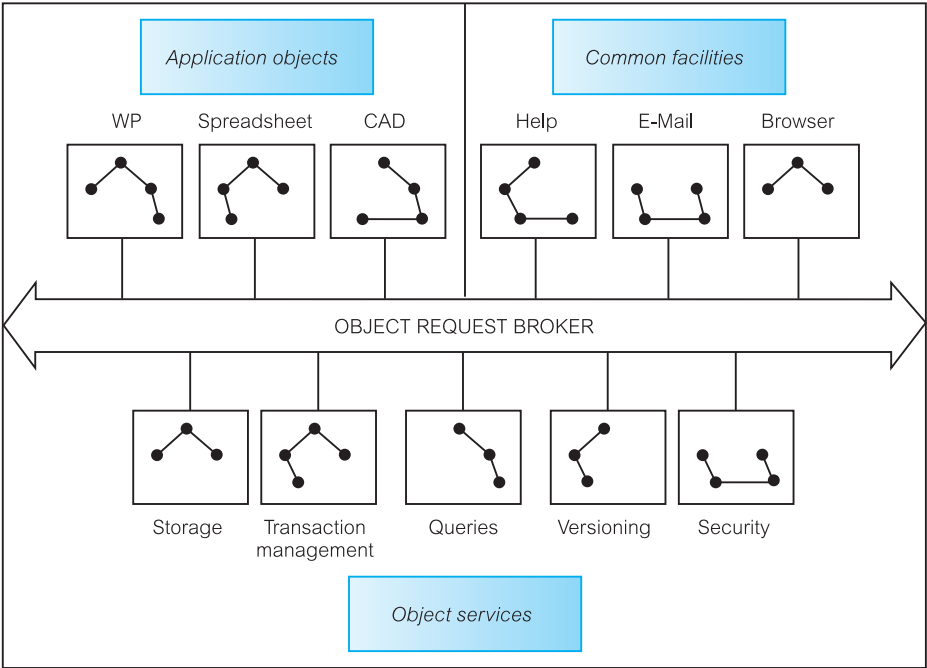 Application objects
Common facilities
WP
Spreadsheet
CAD
Help
E-Mail
Browser
OBJECT REQUEST BROKER
Storage
Transaction
management
Queries
Versioning
Security
Object services